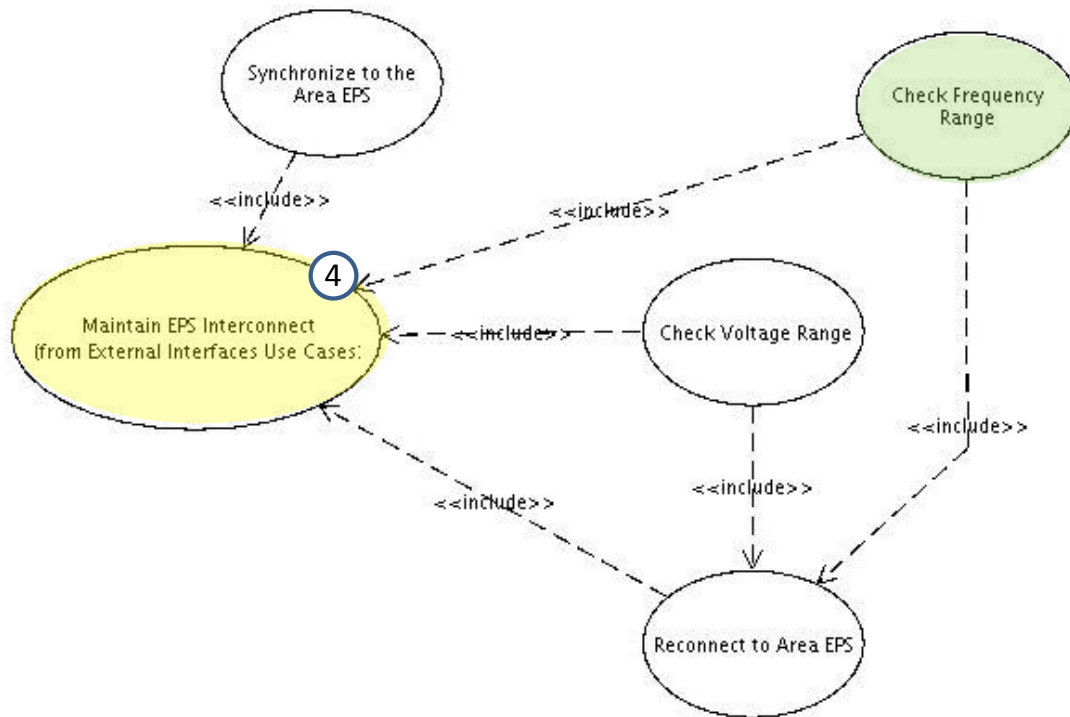 Synchronize to the
Area EPS
Check Frequency
Range
<<include>>
<<include>>
4
Maintain EPS Interconnect
(from External Interfaces Use Cases:
<<include>>
Check Voltage Range
<<include>>
<<include>>
<<include>>
Reconnect to Area EPS